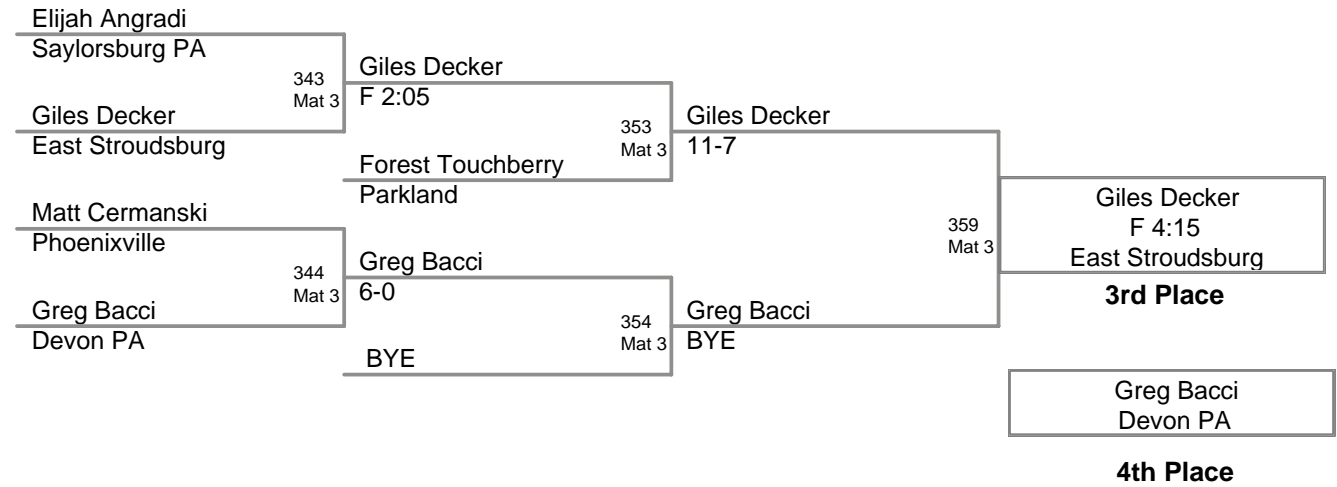 Elijah Angradi
Saylorsburg PA
343
Mat 3
Giles Decker
F 2:05
Giles Decker
East Stroudsburg
353
Mat 3
Giles Decker
11-7
Forest Touchberry
Parkland
Matt Cermanski
Phoenixville
344
Mat 3
Greg Bacci
6-0
Greg Bacci
Devon PA
354
Mat 3
Greg Bacci
BYE
BYE
359
Mat 3
Giles Decker
F 4:15
East Stroudsburg
3rd Place
Greg Bacci
Devon PA
4th Place